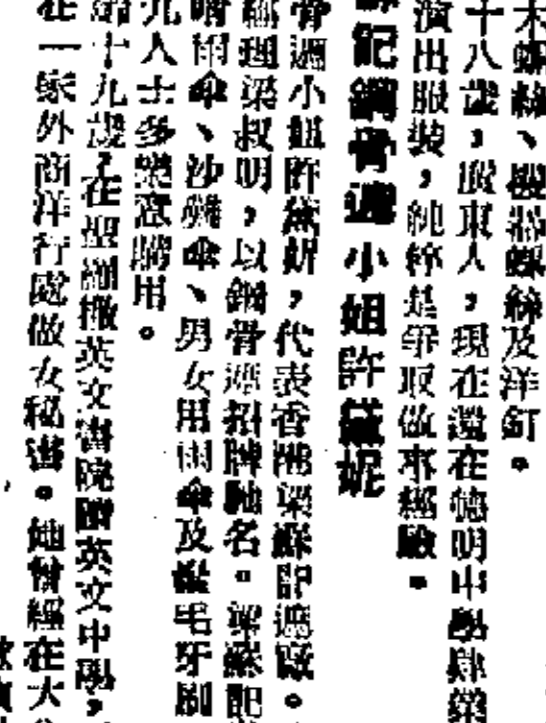 木螺絲、機器螺絲及洋釘。
十八歲，股東人，現在還在德明中學肄業
演出服裝，純粹是爭取做來經驗。
記鋼骨遮小姐許黛妮
骨遮小姐許黛妮，代表香港梁蘇記遮廠。
經理梁叔明，以鋼骨遮招牌馳名。梁蘇記
晴雨傘、沙灘傘、男女用雨傘及髮毛牙刷
九人士多樂意購用。
齡十九歲，在聖瑪撒英文書院讀英文中學，
在一家外商洋行處做女秘書。她曾經在大